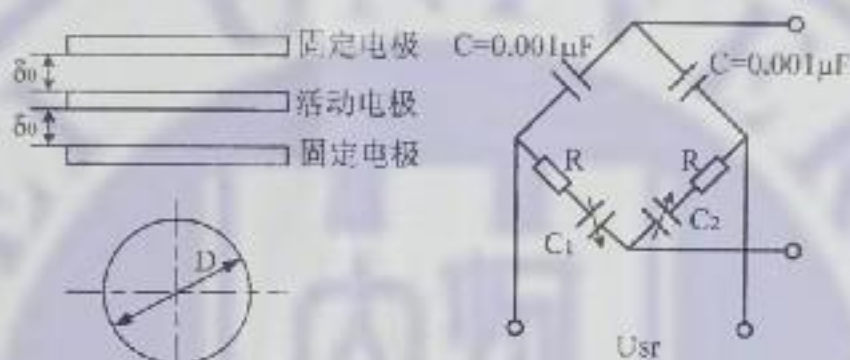 固定电极
C=0.001μF
C=0.001μF
δ₀
活动电极
δ₀
固定电极
R
R
C₁
C₂
D
Usr